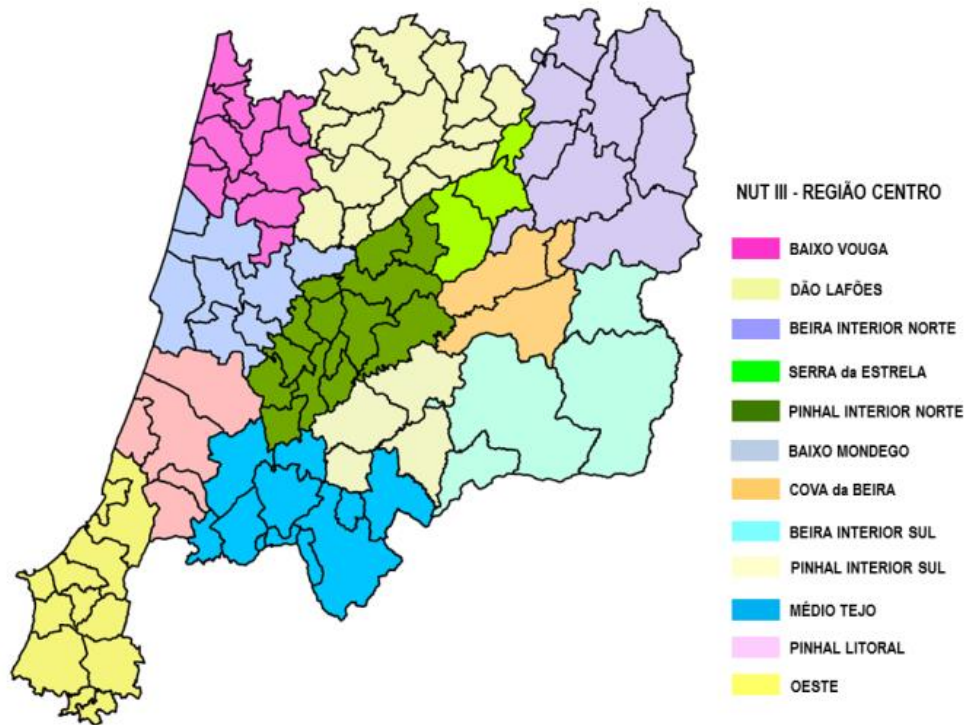 NUT III - REGIÃO CENTRO
BAIXO VOUGA
DÃO LAFÕES
BEIRA INTERIOR NORTE
SERRA da ESTRELA
PINHAL INTERIOR NORTE
BAIXO MONDEGO
COVA da BEIRA
BEIRA INTERIOR SUL
PINHAL INTERIOR SUL
MÉDIO TEJO
PINHAL LITORAL
OESTE